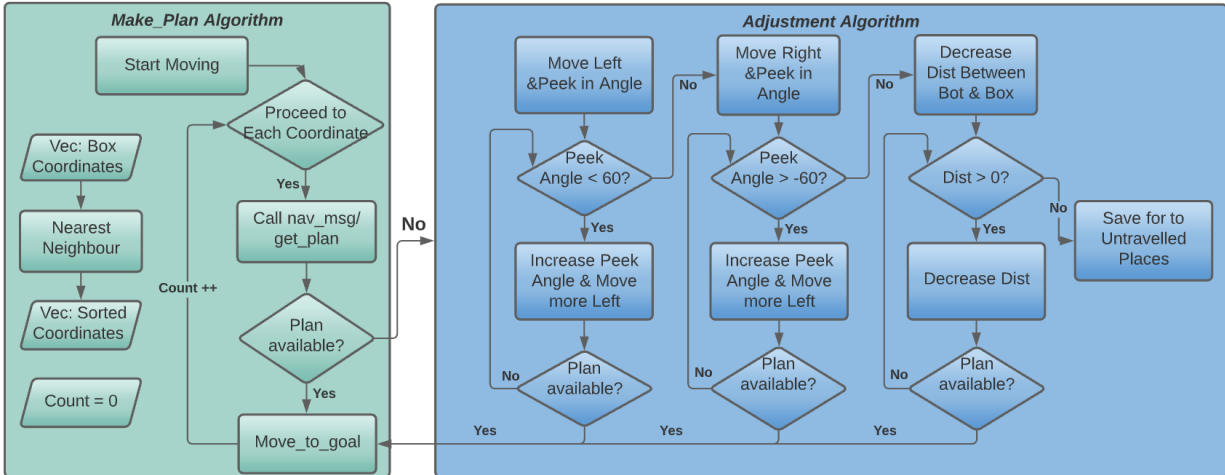 Make_Plan Algorithm
Start Moving
Proceed to
Each Coordinate
Vec: Box
Coordinates
Yes
Nearest
Neighbour
Call nav_msg/
get_plan
No
Count ++
Vec: Sorted
Coordinates
Plan
available?
Yes
Count = 0
Move_to_goal
Adjustment Algorithm
Move Left
&Peek in Angle
No
Move Right
&Peek in
Angle
No
Decrease
Dist Between
Bot & Box
Peek
Angle < 60?
Peek
Angle > -60?
Dist > 0?
No
Save for to
Untravelled
Places
Yes
Yes
Yes
Increase Peek
Angle & Move
more Left
Increase Peek
Angle & Move
more Left
Decrease Dist
Plan
available?
No
Plan
available?
No
Plan
available?
No
Yes
Yes
Yes